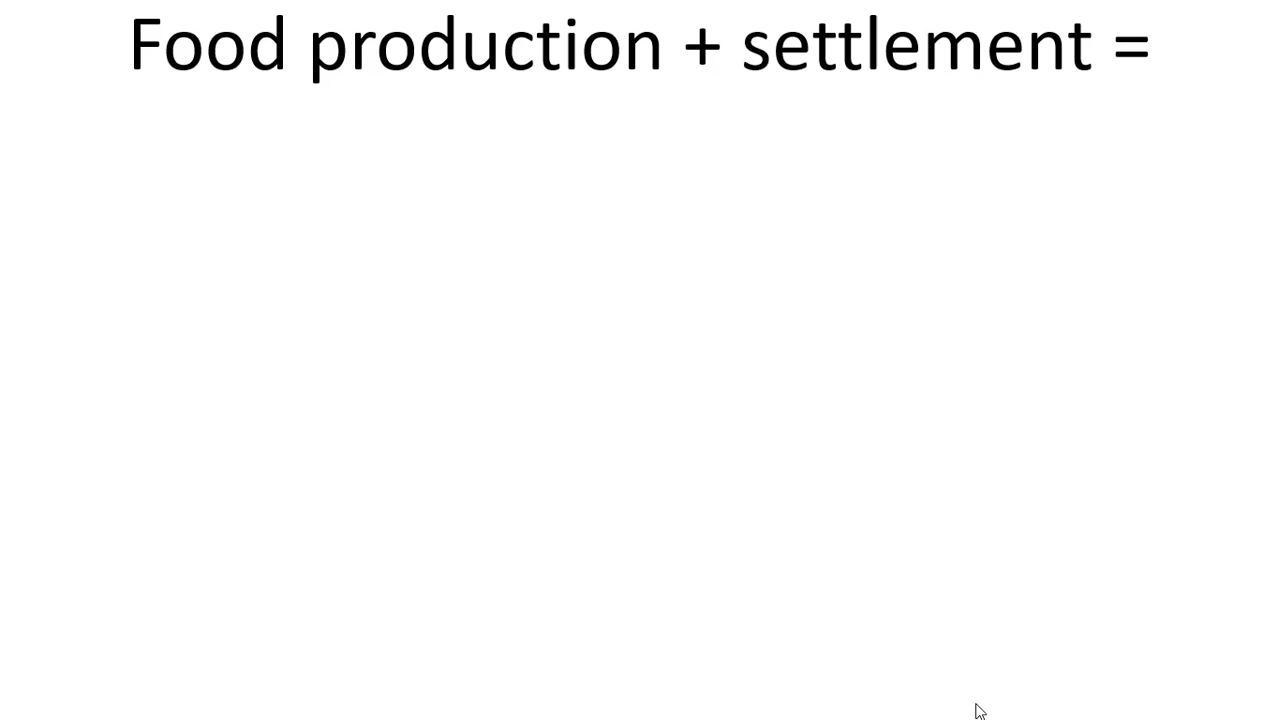 Food production + settlement =